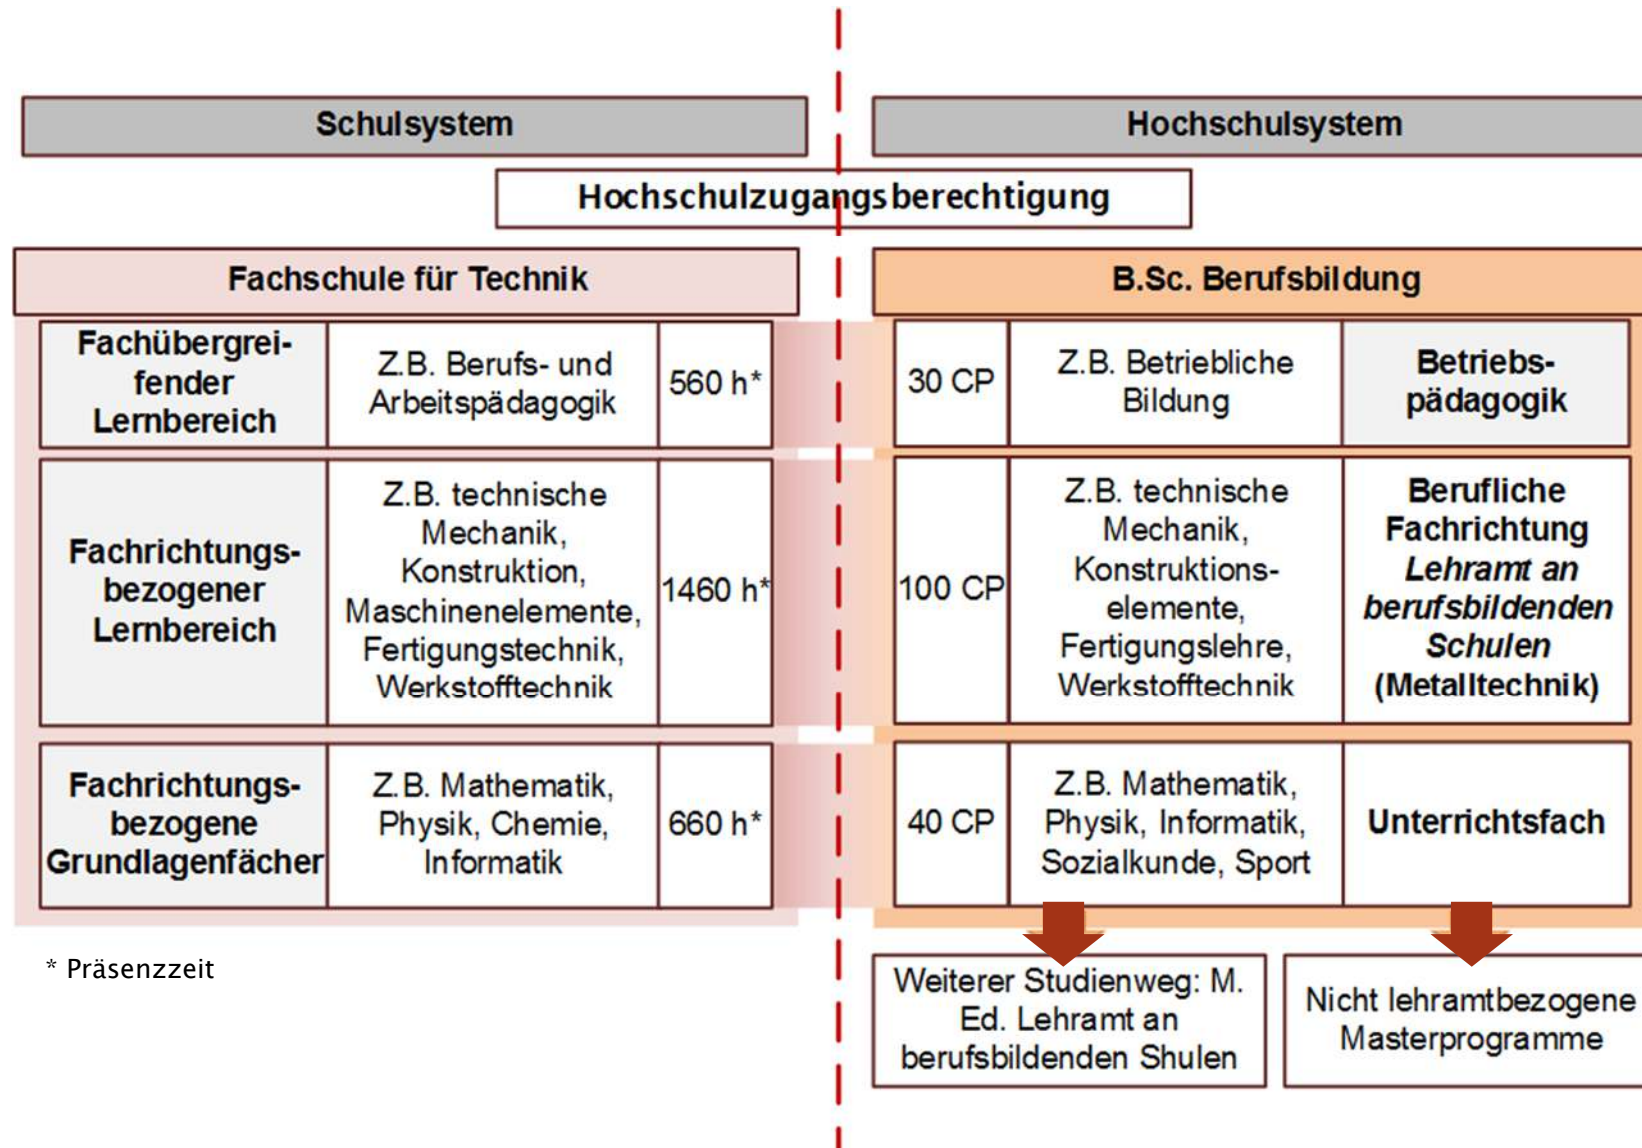 Schulsystem
Hochschulsystem
Hochschulzugangsberechtigung
Fachschule für Technik
Fachübergrei-
fender
Lernbereich
Z.B. Berufs- und
Arbeitspädagogik
560 h*
Fachrichtungs-
bezogener
Lernbereich
Z.B. technische
Mechanik,
Konstruktion,
Maschinenelemente,
Fertigungstechnik,
Werkstofftechnik
1460 h*
Fachrichtungs-
bezogene
Grundlagenfächer
Z.B. Mathematik,
Physik, Chemie,
Informatik
660 h*
* Präsenzzeit
B.Sc. Berufsbildung
30 CP
Z.B. Betriebliche
Bildung
Betriebs-
pädagogik
100 CP
Z.B. technische
Mechanik,
Konstruktions-
elemente,
Fertigungslehre,
Werkstofftechnik
Berufliche
Fachrichtung
Lehramt an
berufsbildenden
Schulen
(Metalltechnik)
40 CP
Z.B. Mathematik,
Physik, Informatik,
Sozialkunde, Sport
Unterrichtsfach
Weiterer Studienweg: M.
Ed. Lehramt an
berufsbildenden Shulen
Nicht lehramtbezogene
Masterprogramme